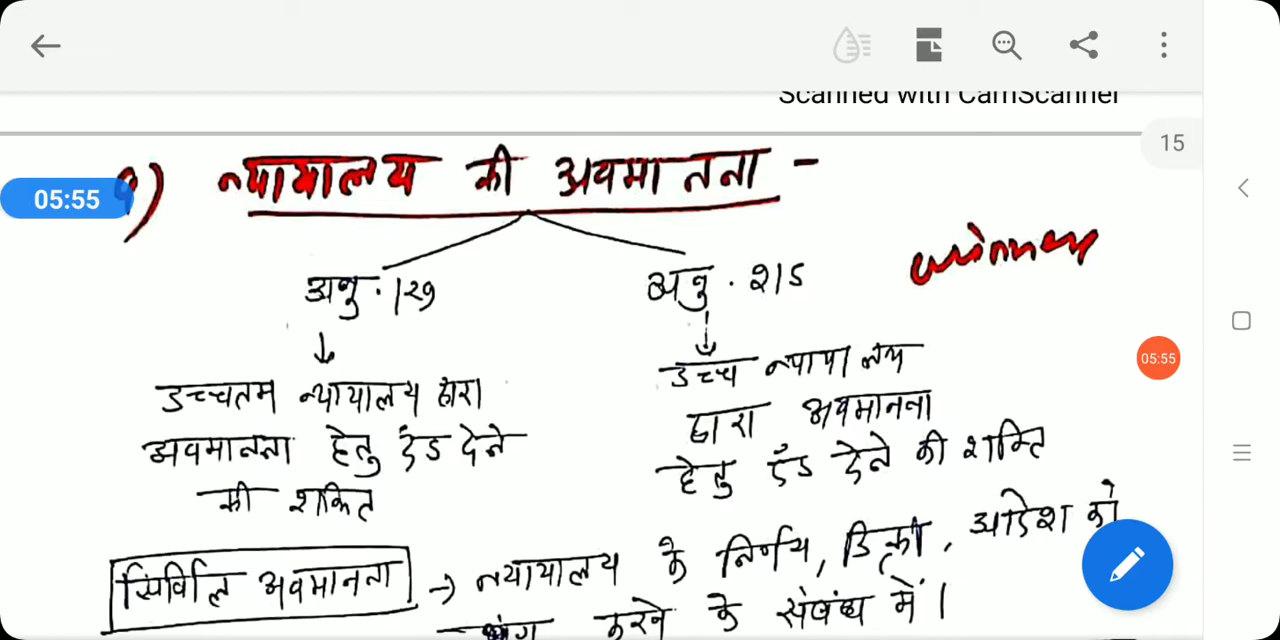 Scanned with CamScanner
15
05:55
9) न्यायालय की अवमानना -
अनु. 129
अनु. 215
05:55
उच्चतम न्यायालय द्वारा
अवमानना हेतु दंड देने
की शक्ति
उच्च न्यायालय
द्वारा अवमानना
हेतु दंड देने की शक्ति
सिविल अवमानना → न्यायालय के निर्णय, डिक्री, आदेश को
भंग करने के संबंध में।